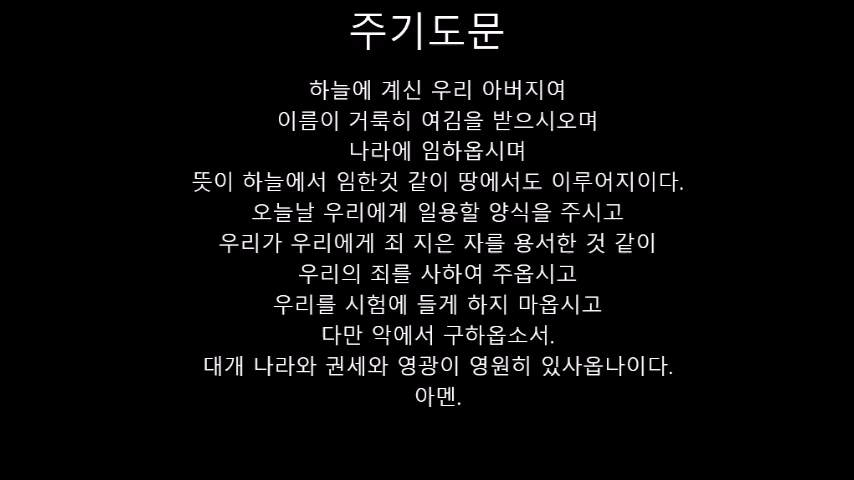 주기도문
하늘에 계신 우리 아버지여
이름이 거룩히 여김을 받으시오며
나라에 임하옵시며
뜻이 하늘에서 임한것 같이 땅에서도 이루어지이다.
오늘날 우리에게 일용할 양식을 주시고
우리가 우리에게 죄 지은 자를 용서한 것 같이
우리의 죄를 사하여 주옵시고
우리를 시험에 들게 하지 마옵시고
다만 악에서 구하옵소서.
대개 나라와 권세와 영광이 영원히 있사옵나이다.
아멘.